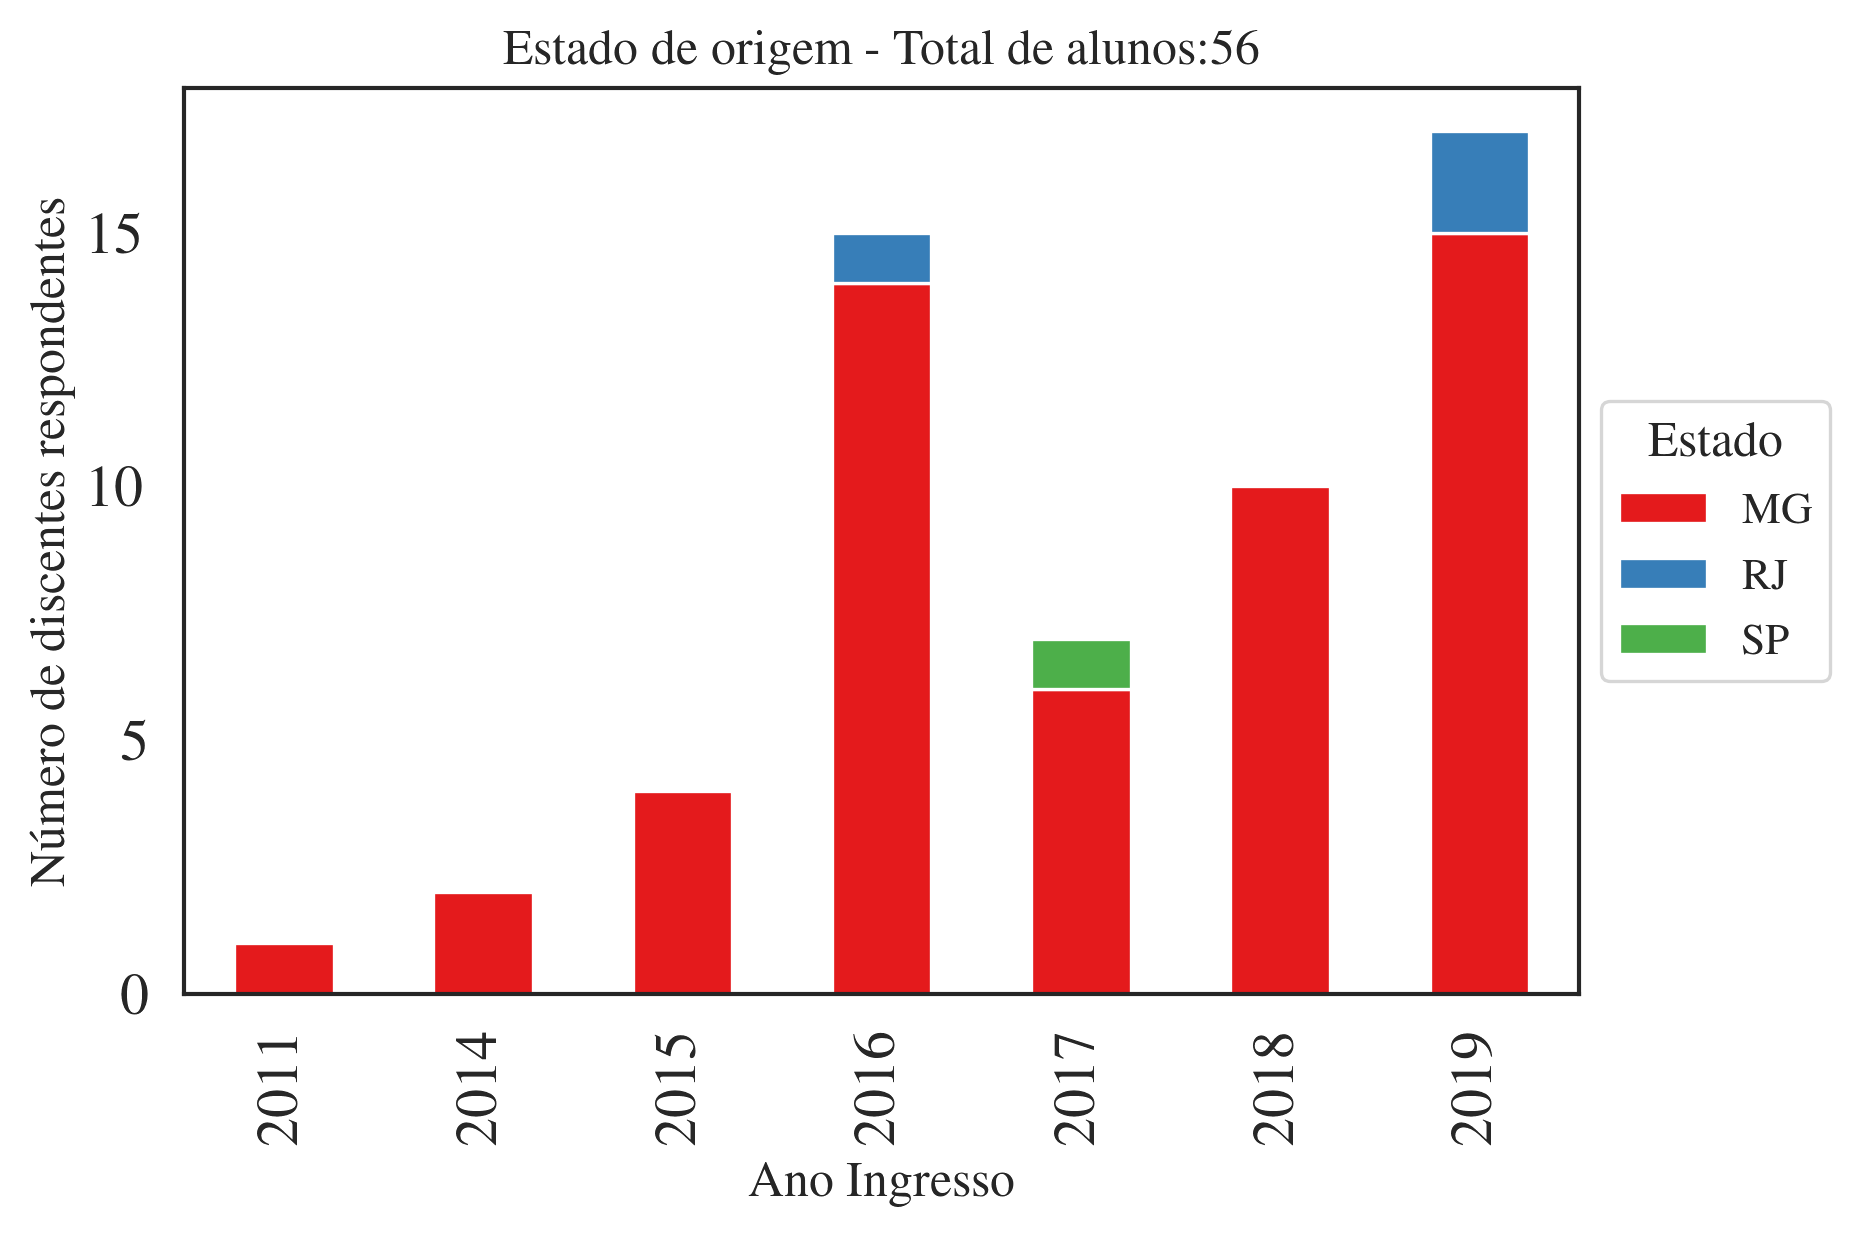 Estado de origem - Total de alunos:56
Número de discentes respondentes
15
10
5
0
2011
2014
2015
2016
2017
2018
2019
Ano Ingresso
Estado
MG
RJ
SP